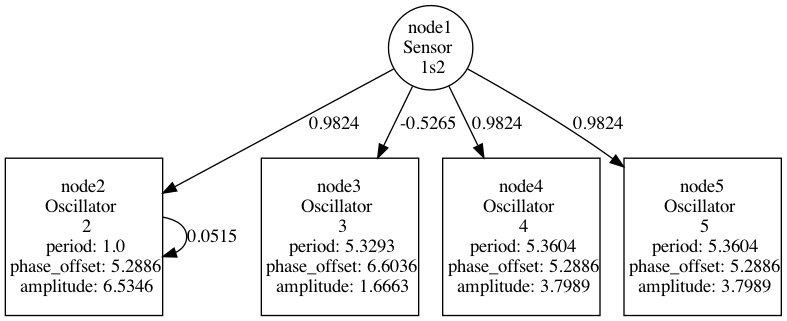 node1
Sensor
1s2
0.9824
-0.5265
0.9824
0.9824
node2
Oscillator
2
period: 1.0
phase_offset: 5.2886
amplitude: 6.5346
0.0515
node3
Oscillator
3
period: 5.3293
phase_offset: 6.6036
amplitude: 1.6663
node4
Oscillator
4
period: 5.3604
phase_offset: 5.2886
amplitude: 3.7989
node5
Oscillator
5
period: 5.3604
phase_offset: 5.2886
amplitude: 3.7989